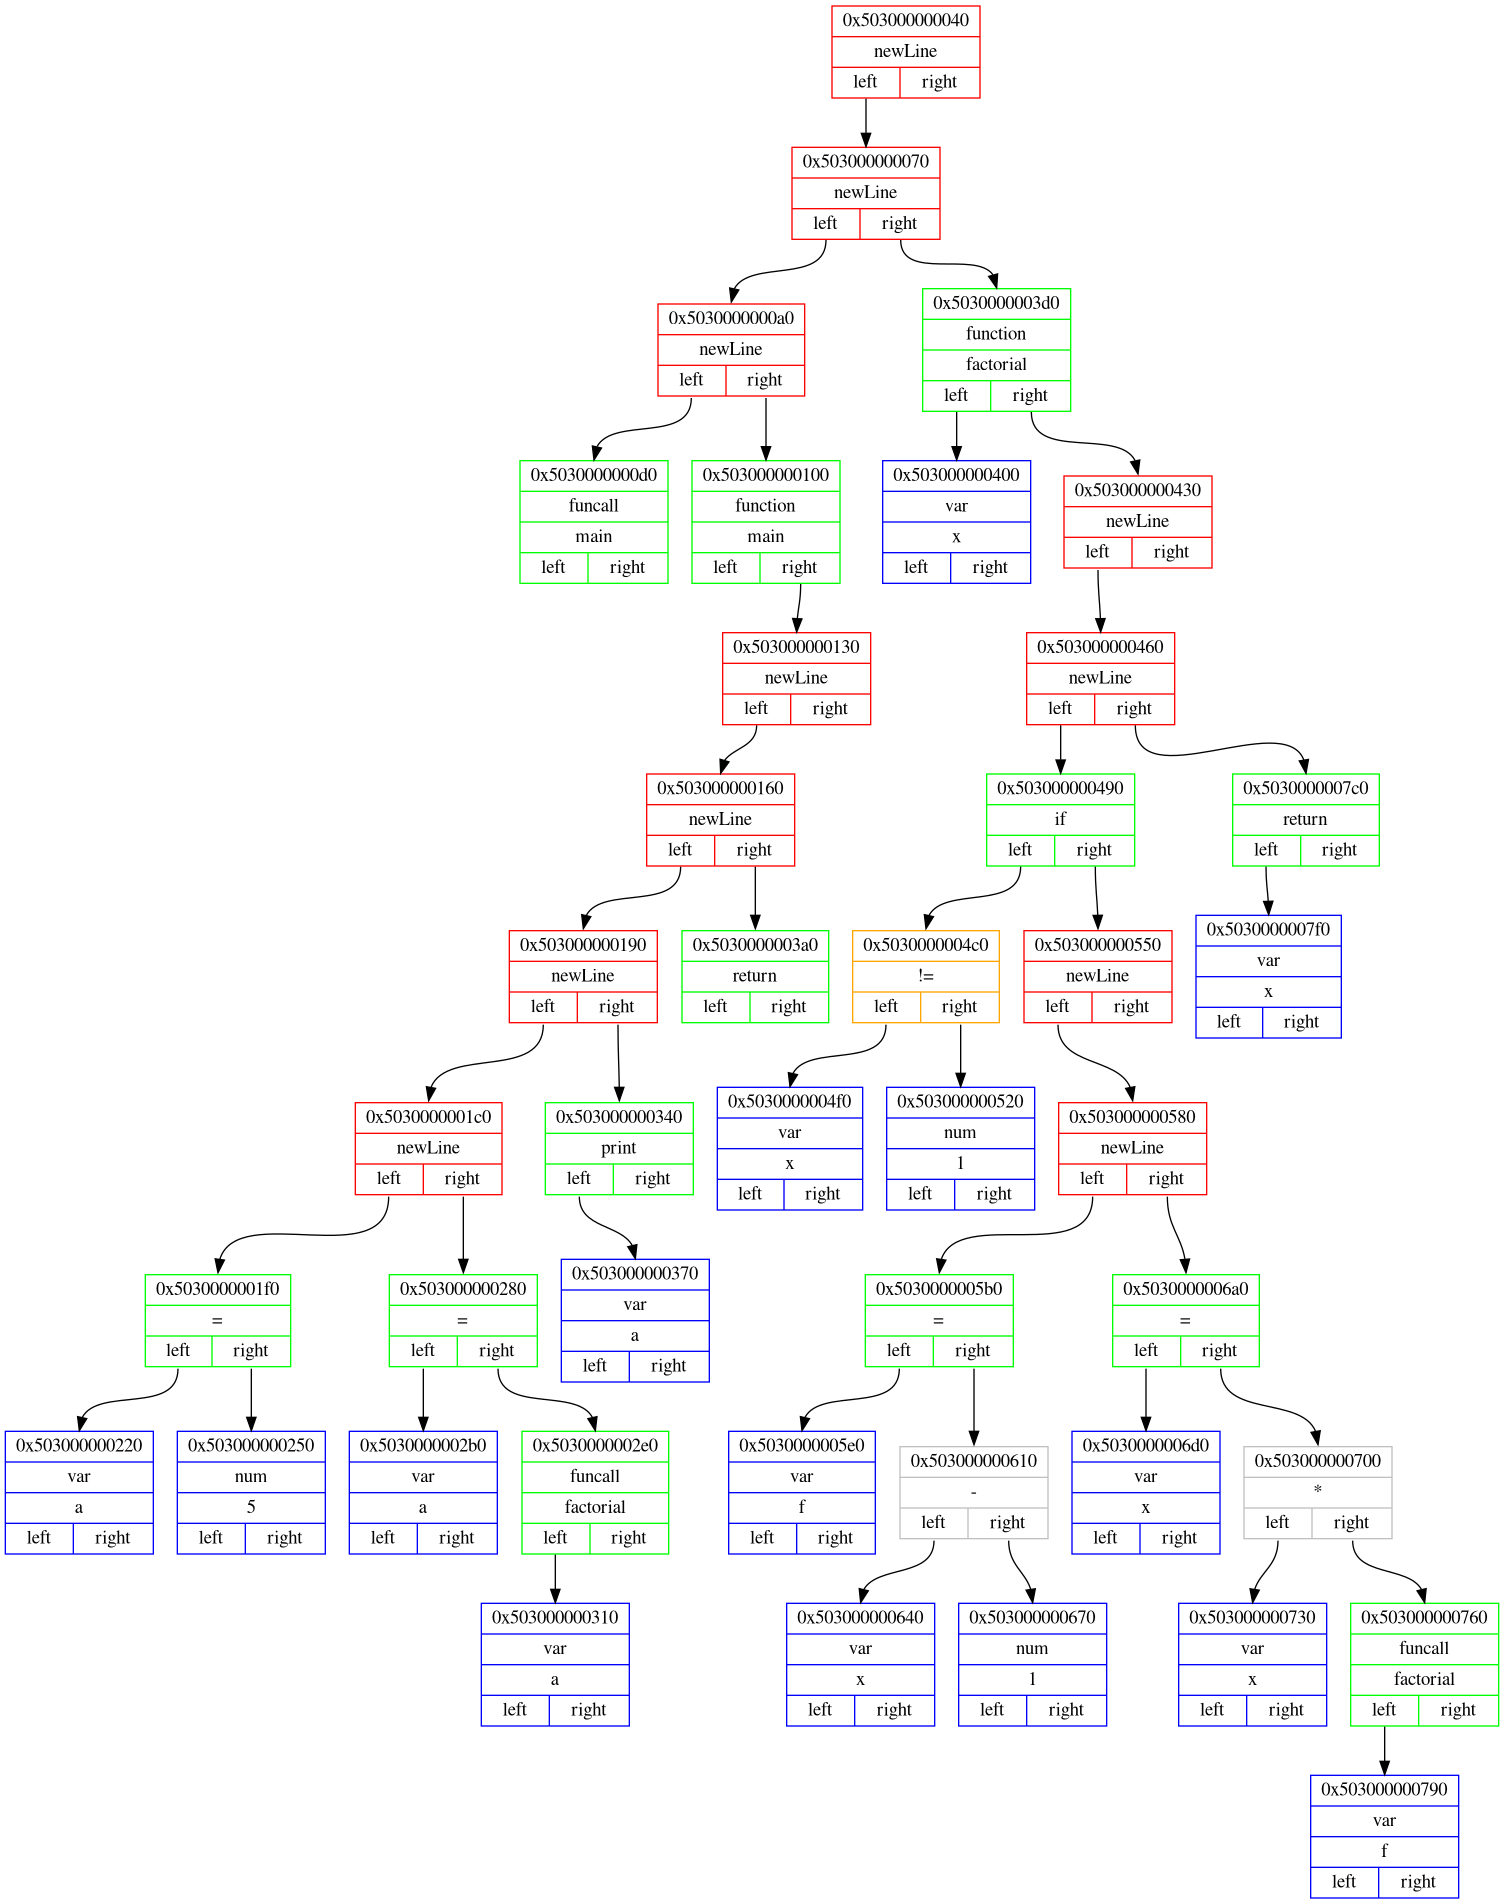 0x503000000040
newLine
left right
0x503000000070
newLine
left right
0x5030000000a0
newLine
left right
0x5030000003d0
function
factorial
left right
0x5030000000d0
funcall
main
left right
0x503000000100
function
main
left right
0x503000000400
var
x
left right
0x503000000430
newLine
left right
0x503000000130
newLine
left right
0x503000000460
newLine
left right
0x503000000160
newLine
left right
0x503000000490
if
left right
0x5030000007c0
return
left right
0x503000000190
newLine
left right
0x5030000003a0
return
left right
0x5030000004c0
!=
left right
0x503000000550
newLine
left right
0x5030000007f0
var
x
left right
0x5030000001c0
newLine
left right
0x503000000340
print
left right
0x5030000004f0
var
x
left right
0x503000000520
num
1
left right
0x503000000580
newLine
left right
0x5030000001f0
=
left right
0x503000000280
=
left right
0x503000000370
var
a
left right
0x5030000005b0
=
left right
0x5030000006a0
=
left right
0x503000000220
var
a
left right
0x503000000250
num
5
left right
0x5030000002b0
var
a
left right
0x5030000002e0
funcall
factorial
left right
0x5030000005e0
var
f
left right
0x503000000610
-
left right
0x5030000006d0
var
x
left right
0x503000000700
*
left right
0x503000000310
var
a
left right
0x503000000640
var
x
left right
0x503000000670
num
1
left right
0x503000000730
var
x
left right
0x503000000760
funcall
factorial
left right
0x503000000790
var
f
left right